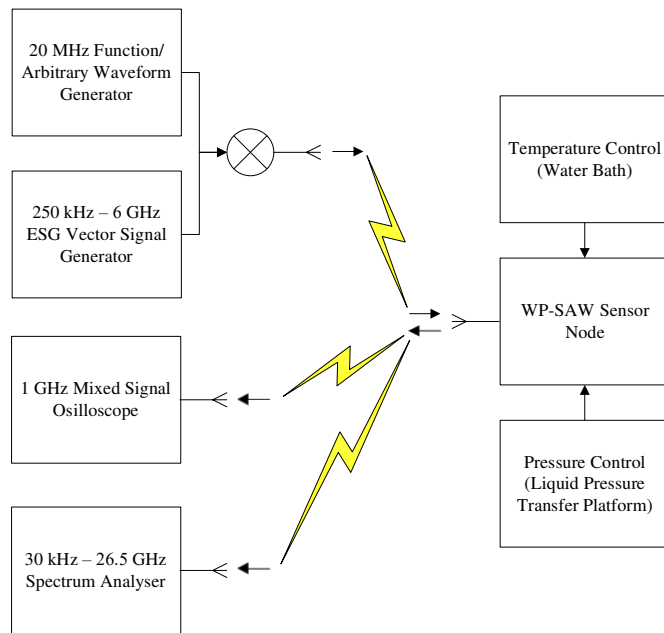 20 MHz Function/
Arbitrary Waveform
Generator
250 kHz – 6 GHz
ESG Vector Signal
Generator
1 GHz Mixed Signal
Osilloscope
30 kHz – 26.5 GHz
Spectrum Analyser
Temperature Control
(Water Bath)
WP-SAW Sensor
Node
Pressure Control
(Liquid Pressure
Transfer Platform)